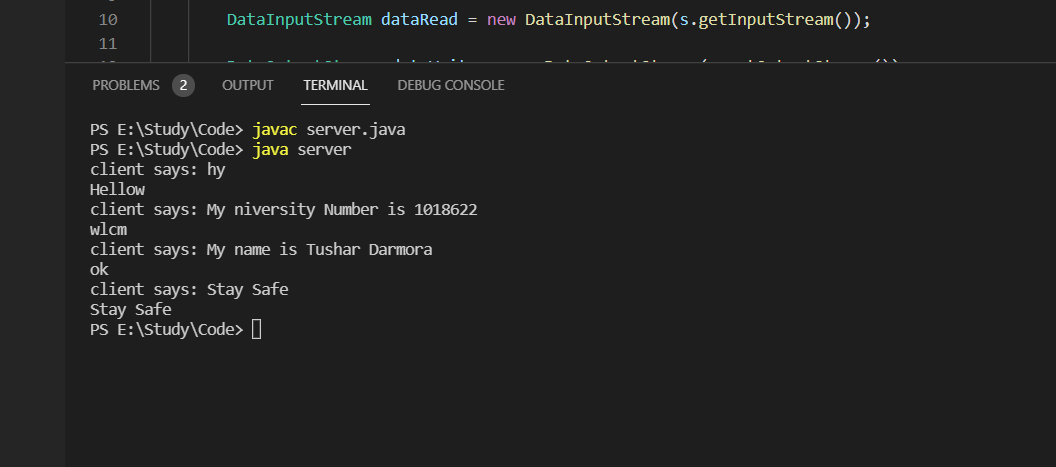 10 DataInputStream dataRead = new DataInputStream(s.getInputStream());
11
PROBLEMS 2 OUTPUT TERMINAL DEBUG CONSOLE
PS E:\Study\Code> javac server.java
PS E:\Study\Code> java server
client says: hy
Hellow
client says: My niversity Number is 1018622
wlcm
client says: My name is Tushar Darmora
ok
client says: Stay Safe
Stay Safe
PS E:\Study\Code>